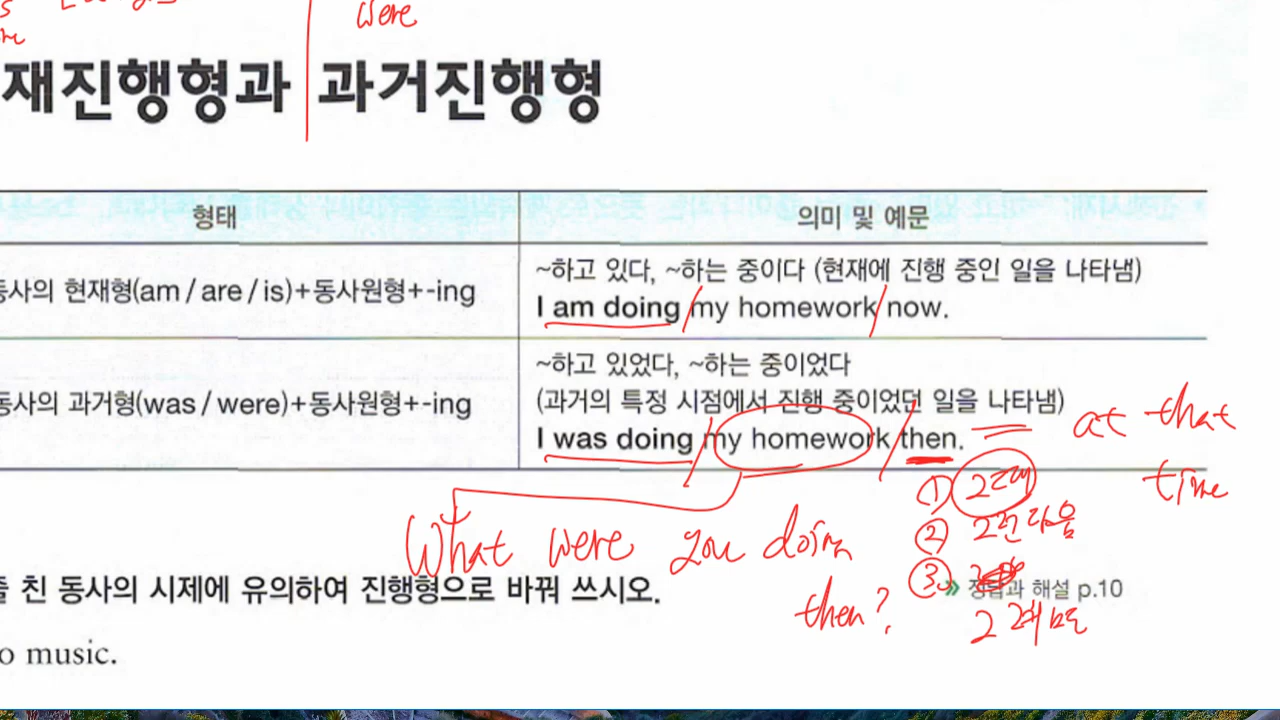 were
재진행형과 과거진행형
형태
의미 및 예문
동사의 현재형(am / are / is)+동사원형+-ing
~하고 있다, ~하는 중이다 (현재에 진행 중인 일을 나타냄)
I am doing my homework now.
동사의 과거형(was / were)+동사원형+-ing
~하고 있었다, ~하는 중이었다
(과거의 특정 시점에서 진행 중이었던 일을 나타냄)
I was doing my homework then.
at that
time
① 그때
② 그런 다음
③
그래면
What were you doing
then?
친 동사의 시제에 유의하여 진행형으로 바꿔 쓰시오.
정답과 해설 p.10
o music.